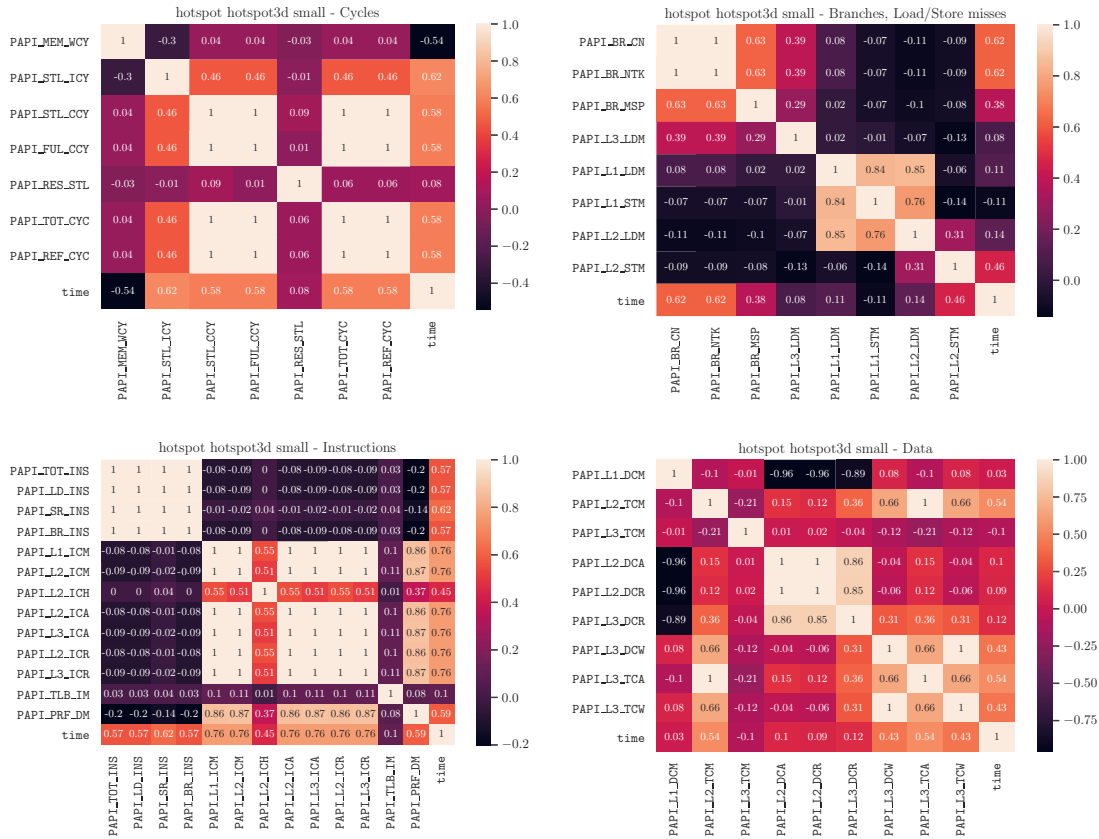 hotspot hotspot3d small - Cycles
PAPI_MEM_WCY 1 -0.3 0.04 0.04 -0.03 0.04 0.04 -0.54
PAPI_STL_ICY -0.3 1 0.46 0.46 -0.01 0.46 0.46 0.62
PAPI_STL_CCY 0.04 0.46 1 1 0.09 1 1 0.58
PAPI_FUL_CCY 0.04 0.46 1 1 0.01 1 1 0.58
PAPI_RES_STL -0.03 -0.01 0.09 0.01 1 0.06 0.06 0.08
PAPI_TOT_CYC 0.04 0.46 1 1 0.06 1 1 0.58
PAPI_REF_CYC 0.04 0.46 1 1 0.06 1 1 0.58
time -0.54 0.62 0.58 0.58 0.08 0.58 0.58 1
PAPI_MEM_WCY
PAPI_STL_ICY
PAPI_STL_CCY
PAPI_FUL_CCY
PAPI_RES_STL
PAPI_TOT_CYC
PAPI_REF_CYC
time
1.0
0.8
0.6
0.4
0.2
0.0
−0.2
−0.4
hotspot hotspot3d small - Branches, Load/Store misses
PAPI_BR_CN 1 1 0.63 0.39 0.08 -0.07 -0.11 -0.09 0.62
PAPI_BR_NTK 1 1 0.63 0.39 0.08 -0.07 -0.11 -0.09 0.62
PAPI_BR_MSP 0.63 0.63 1 0.29 0.02 -0.07 -0.1 -0.08 0.38
PAPI_L3_LDM 0.39 0.39 0.29 1 0.02 -0.01 -0.07 -0.13 0.08
PAPI_L1_LDM 0.08 0.08 0.02 0.02 1 0.84 0.85 -0.06 0.11
PAPI_L1_STM -0.07 -0.07 -0.07 -0.01 0.84 1 0.76 -0.14 -0.11
PAPI_L2_LDM -0.11 -0.11 -0.1 -0.07 0.85 0.76 1 0.31 0.14
PAPI_L2_STM -0.09 -0.09 -0.08 -0.13 -0.06 -0.14 0.31 1 0.46
time 0.62 0.62 0.38 0.08 0.11 -0.11 0.14 0.46 1
PAPI_BR_CN
PAPI_BR_NTK
PAPI_BR_MSP
PAPI_L3_LDM
PAPI_L1_LDM
PAPI_L1_STM
PAPI_L2_LDM
PAPI_L2_STM
time
1.0
0.8
0.6
0.4
0.2
0.0
hotspot hotspot3d small - Instructions
PAPI_TOT_INS 1 1 1 1 -0.08 -0.09 0 -0.08 -0.09 -0.08 -0.09 0.03 -0.2 0.57
PAPI_LD_INS 1 1 1 1 -0.08 -0.09 0 -0.08 -0.09 -0.08 -0.09 0.03 -0.2 0.57
PAPI_SR_INS 1 1 1 1 -0.01 -0.02 0.04 -0.01 -0.02 -0.01 -0.02 0.04 -0.14 0.62
PAPI_BR_INS 1 1 1 1 -0.08 -0.09 0 -0.08 -0.09 -0.08 -0.09 0.03 -0.2 0.57
PAPI_L1_ICM -0.08 -0.08 -0.01 -0.08 1 1 0.55 1 1 1 1 0.1 0.86 0.76
PAPI_L2_ICM -0.09 -0.09 -0.02 -0.09 1 1 0.51 1 1 1 1 0.11 0.87 0.76
PAPI_L2_ICH 0 0 0.04 0 0.55 0.51 1 0.55 0.51 0.55 0.51 0.01 0.37 0.45
PAPI_L2_ICA -0.08 -0.08 -0.01 -0.08 1 1 0.55 1 1 1 1 0.1 0.86 0.76
PAPI_L3_ICA -0.09 -0.09 -0.02 -0.09 1 1 0.51 1 1 1 1 0.11 0.87 0.76
PAPI_L2_ICR -0.08 -0.08 -0.01 -0.08 1 1 0.55 1 1 1 1 0.1 0.86 0.76
PAPI_L3_ICR -0.09 -0.09 -0.02 -0.09 1 1 0.51 1 1 1 1 0.11 0.87 0.76
PAPI_TLB_IM 0.03 0.03 0.04 0.03 0.1 0.11 0.01 0.1 0.11 0.1 0.11 1 0.08 0.1
PAPI_PRF_DM -0.2 -0.2 -0.14 -0.2 0.86 0.87 0.37 0.86 0.87 0.86 0.87 0.08 1 0.59
time 0.57 0.57 0.62 0.57 0.76 0.76 0.45 0.76 0.76 0.76 0.76 0.1 0.59 1
PAPI_TOT_INS
PAPI_LD_INS
PAPI_SR_INS
PAPI_BR_INS
PAPI_L1_ICM
PAPI_L2_ICM
PAPI_L2_ICH
PAPI_L2_ICA
PAPI_L3_ICA
PAPI_L2_ICR
PAPI_L3_ICR
PAPI_TLB_IM
PAPI_PRF_DM
time
1.0
0.8
0.6
0.4
0.2
0.0
−0.2
hotspot hotspot3d small - Data
PAPI_L1_DCM 1 -0.1 -0.01 -0.96 -0.96 -0.89 0.08 -0.1 0.08 0.03
PAPI_L2_TCM -0.1 1 -0.21 0.15 0.12 0.36 0.66 1 0.66 0.54
PAPI_L3_TCM -0.01 -0.21 1 0.01 0.02 -0.04 -0.12 -0.21 -0.12 -0.1
PAPI_L2_DCA -0.96 0.15 0.01 1 1 0.86 -0.04 0.15 -0.04 0.1
PAPI_L2_DCR -0.96 0.12 0.02 1 1 0.85 -0.06 0.12 -0.06 0.09
PAPI_L3_DCR -0.89 0.36 -0.04 0.86 0.85 1 0.31 0.36 0.31 0.12
PAPI_L3_DCW 0.08 0.66 -0.12 -0.04 -0.06 0.31 1 0.66 1 0.43
PAPI_L3_TCA -0.1 1 -0.21 0.15 0.12 0.36 0.66 1 0.66 0.54
PAPI_L3_TCW 0.08 0.66 -0.12 -0.04 -0.06 0.31 1 0.66 1 0.43
time 0.03 0.54 -0.1 0.1 0.09 0.12 0.43 0.54 0.43 1
PAPI_L1_DCM
PAPI_L2_TCM
PAPI_L3_TCM
PAPI_L2_DCA
PAPI_L2_DCR
PAPI_L3_DCR
PAPI_L3_DCW
PAPI_L3_TCA
PAPI_L3_TCW
time
1.00
0.75
0.50
0.25
0.00
−0.25
−0.50
−0.75